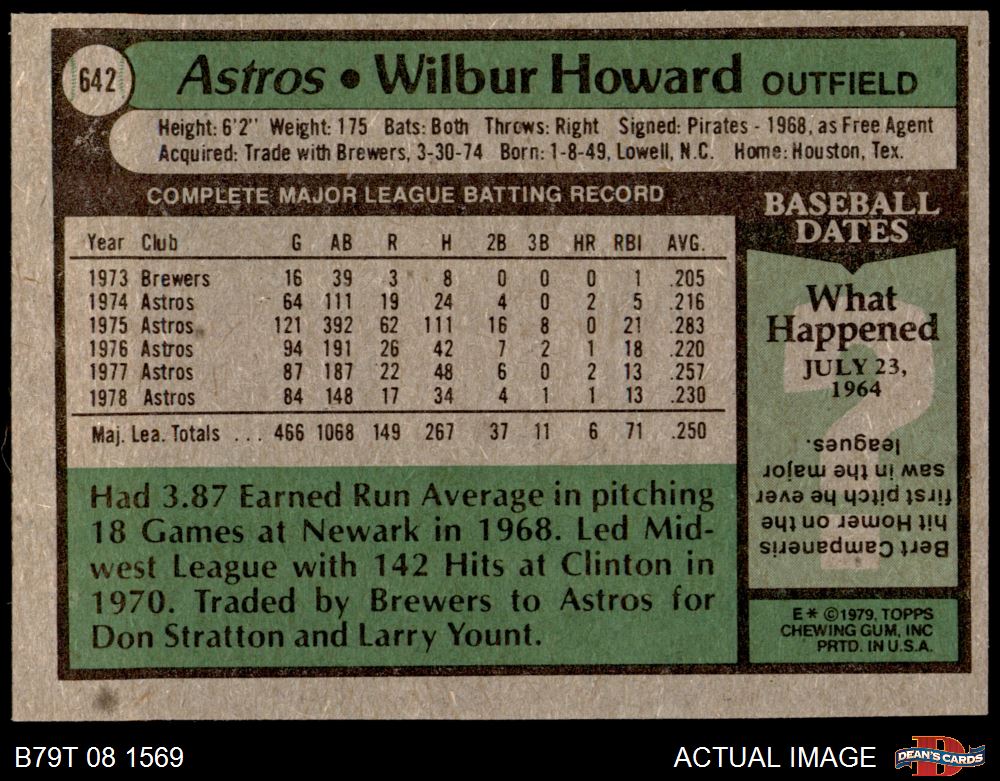 642
Astros • Wilbur Howard OUTFIELD
Height: 6'2" Weight: 175 Bats: Both Throws: Right Signed: Pirates - 1968, as Free Agent
Acquired: Trade with Brewers, 3-30-74 Born: 1-8-49, Lowell, N.C. Home: Houston, Tex.
COMPLETE MAJOR LEAGUE BATTING RECORD
Year Club G AB R H 2B 3B HR RBI AVG.
1973 Brewers 16 39 3 8 0 0 0 1 .205
1974 Astros 64 111 19 24 4 0 2 5 .216
1975 Astros 121 392 62 111 16 8 0 21 .283
1976 Astros 94 191 26 42 7 2 1 18 .220
1977 Astros 87 187 22 48 6 0 2 13 .257
1978 Astros 84 148 17 34 4 1 1 13 .230
Maj. Lea. Totals ... 466 1068 149 267 37 11 6 71 .250
Had 3.87 Earned Run Average in pitching
18 Games at Newark in 1968. Led Mid-
west League with 142 Hits at Clinton in
1970. Traded by Brewers to Astros for
Don Stratton and Larry Yount.
BASEBALL
DATES
What
Happened
JULY 23,
1964
?
Bert Campaneris
hit Homer on the
first pitch he ever
saw in the major
leagues.
E * ©1979, TOPPS
CHEWING GUM, INC
PRTD. IN U.S.A.
B79T 08 1569
ACTUAL IMAGE
D
DEAN'S CARDS